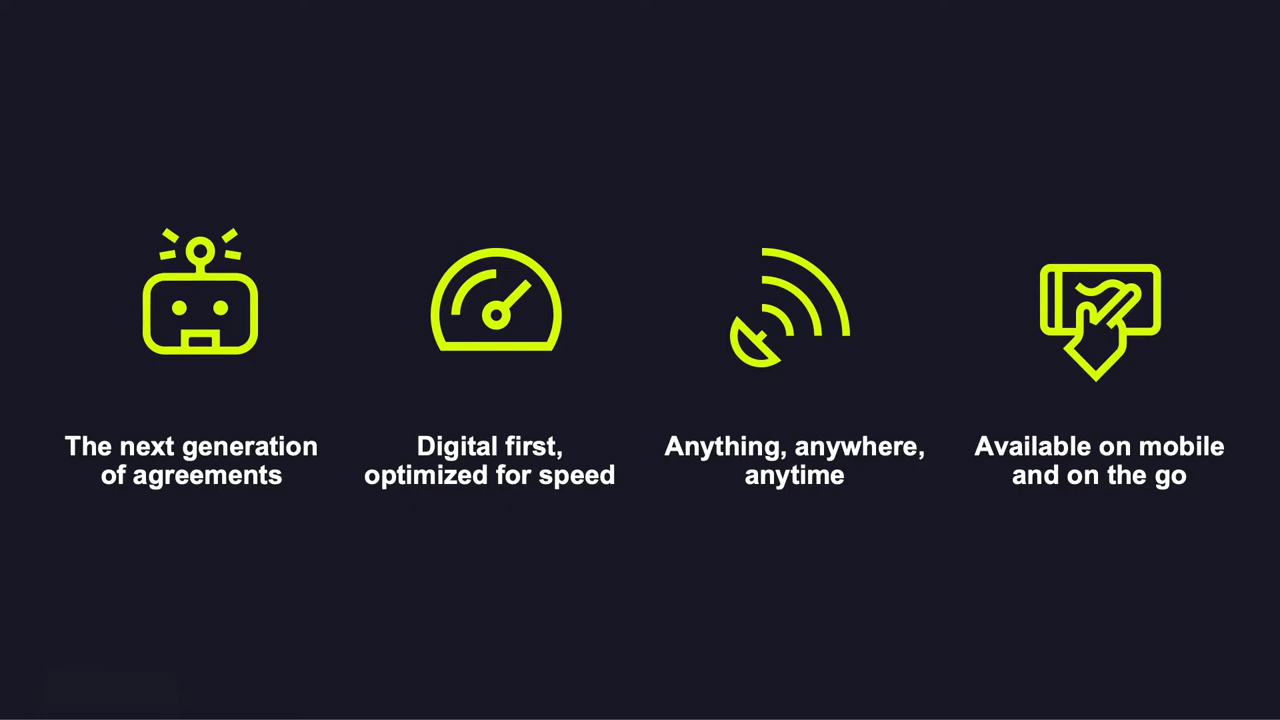 The next generation
of agreements
Digital first,
optimized for speed
Anything, anywhere,
anytime
Available on mobile
and on the go